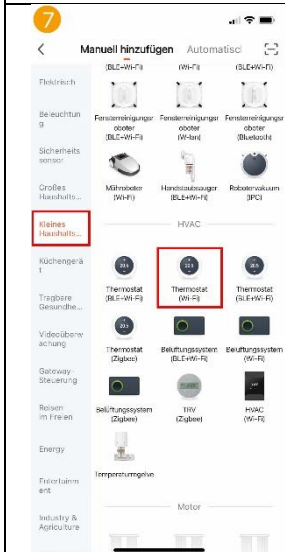 7
Manuell hinzufügen Automatiscl
(BLE+Wi-Fi) (Wi-Fi) (BLE+Wi-Fi)
Elektrisch
Beleuchtun
g
Fensterreinigungsr
oboter
(BLE+Wi-Fi)
Fensterreinigungsr
oboter
(W-lan)
Fensterreinigungsr
oboter
(Bluetooth)
Sicherheits
sensor
Großes
Haushalts...
Mähroboter
(Wi-Fi)
Handstaubsauger
(BLE+Wi-Fi)
Robotervakuum
(IPC)
Kleines
Haushalts...
HVAC
Küchengerä
t
Thermostat
(BLE+Wi-Fi)
Thermostat
(Wi-Fi)
Thermostat
(BLE+Wi-Fi)
Tragbare
Gesundhe...
Videoüberw
achung
Thermostat
(Zigbee)
Belüftungssystem
(BLE+Wi-Fi)
Belüftungssystem
(Wi-Fi)
Gateway-
Steuerung
Reisen
im Freien
Belüftungssystem
(Zigbee)
TRV
(Zigbee)
HVAC
(Wi-Fi)
Energy
Entertainm
ent
Motor
Industry &
Agriculture